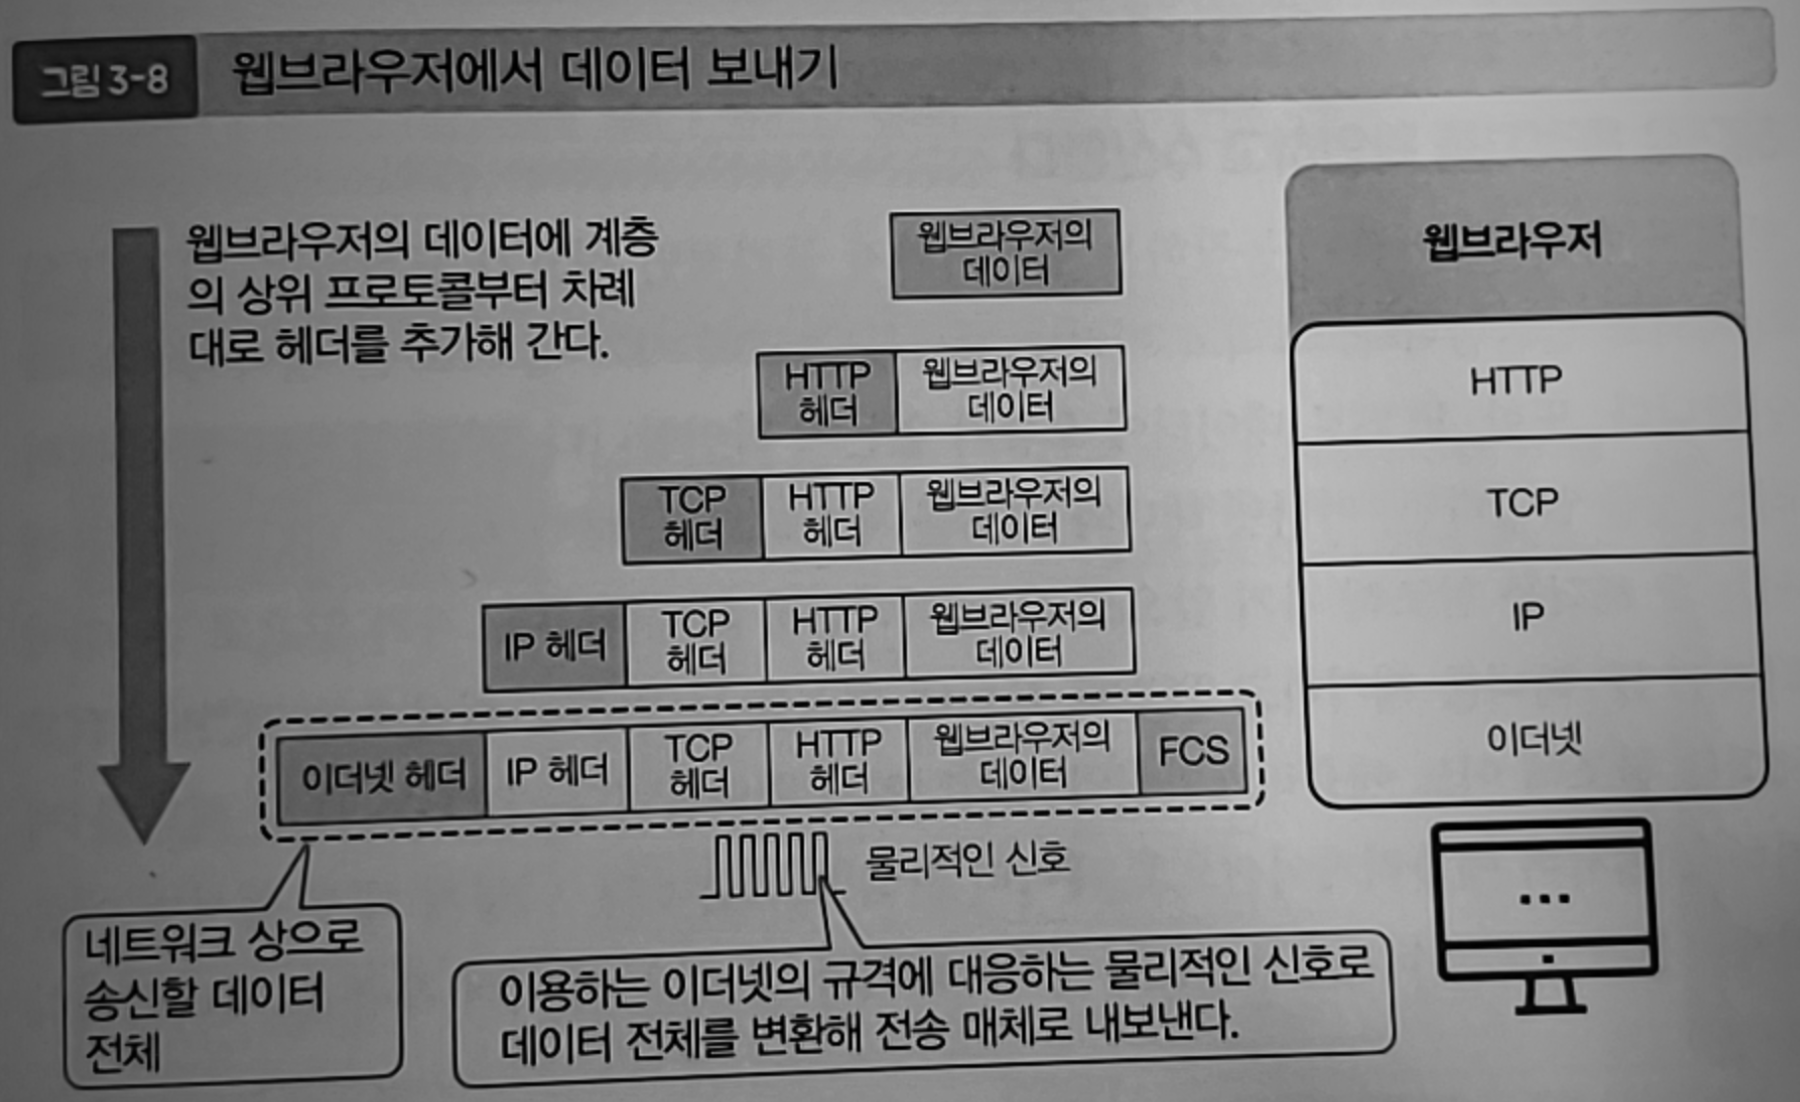 그림 3-8 웹브라우저에서 데이터 보내기
웹브라우저의 데이터에 계층
의 상위 프로토콜부터 차례
대로 헤더를 추가해 간다.
웹브라우저의
데이터
HTTP
헤더
웹브라우저의
데이터
TCP
헤더
HTTP
헤더
웹브라우저의
데이터
IP 헤더
TCP
헤더
HTTP
헤더
웹브라우저의
데이터
이더넷 헤더
IP 헤더
TCP
헤더
HTTP
헤더
웹브라우저의
데이터
FCS
물리적인 신호
네트워크 상으로
송신할 데이터
전체
이용하는 이더넷의 규격에 대응하는 물리적인 신호로
데이터 전체를 변환해 전송 매체로 내보낸다.
웹브라우저
HTTP
TCP
IP
이더넷